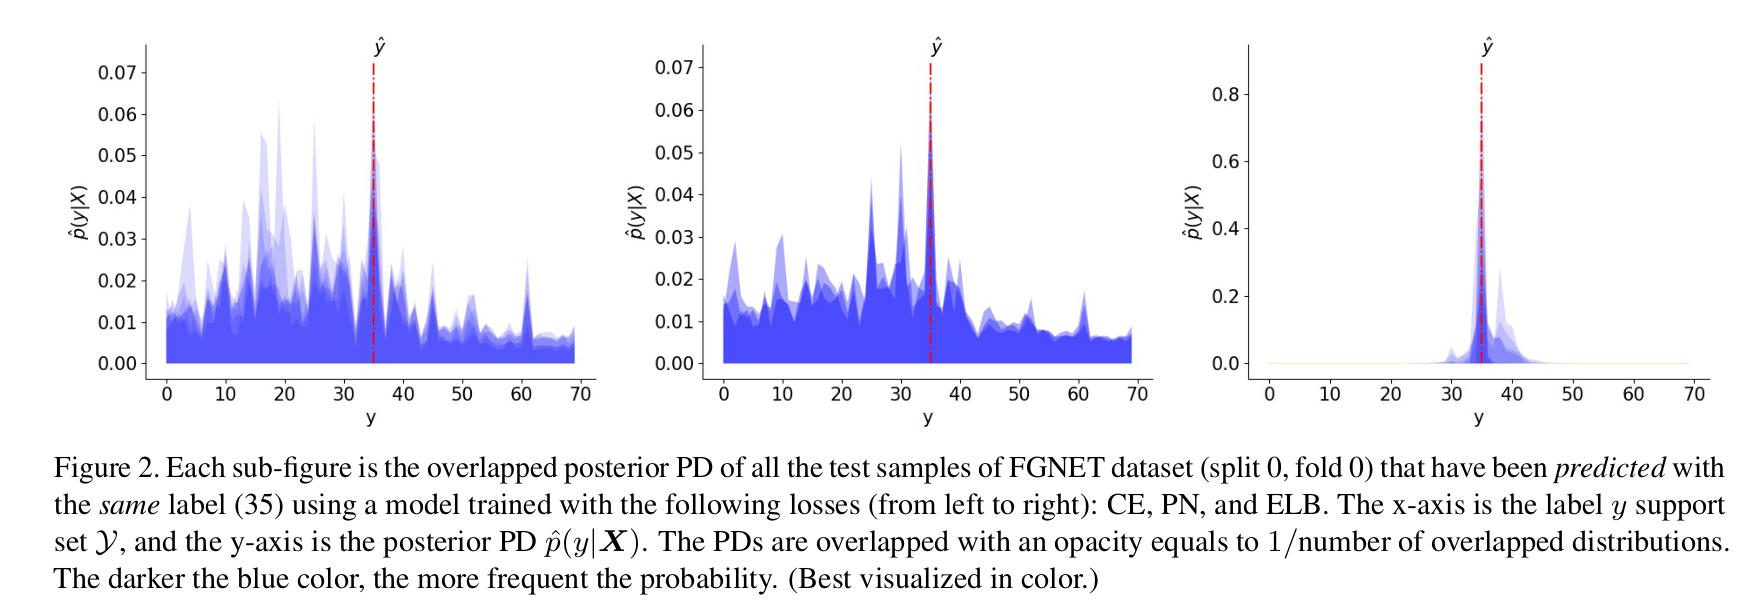 ŷ
ŷ
ŷ
0.07
0.06
0.05
0.04
0.03
0.02
0.01
0.00
p̂(y|X)
0 10 20 30 40 50 60 70
y
0.07
0.06
0.05
0.04
0.03
0.02
0.01
0.00
p̂(y|X)
0 10 20 30 40 50 60 70
y
0.8
0.6
0.4
0.2
0.0
p̂(y|X)
0 10 20 30 40 50 60 70
y
Figure 2. Each sub-figure is the overlapped posterior PD of all the test samples of FGNET dataset (split 0, fold 0) that have been predicted with
the same label (35) using a model trained with the following losses (from left to right): CE, PN, and ELB. The x-axis is the label y support
set 𝒴, and the y-axis is the posterior PD p̂(y|X). The PDs are overlapped with an opacity equals to 1/number of overlapped distributions.
The darker the blue color, the more frequent the probability. (Best visualized in color.)